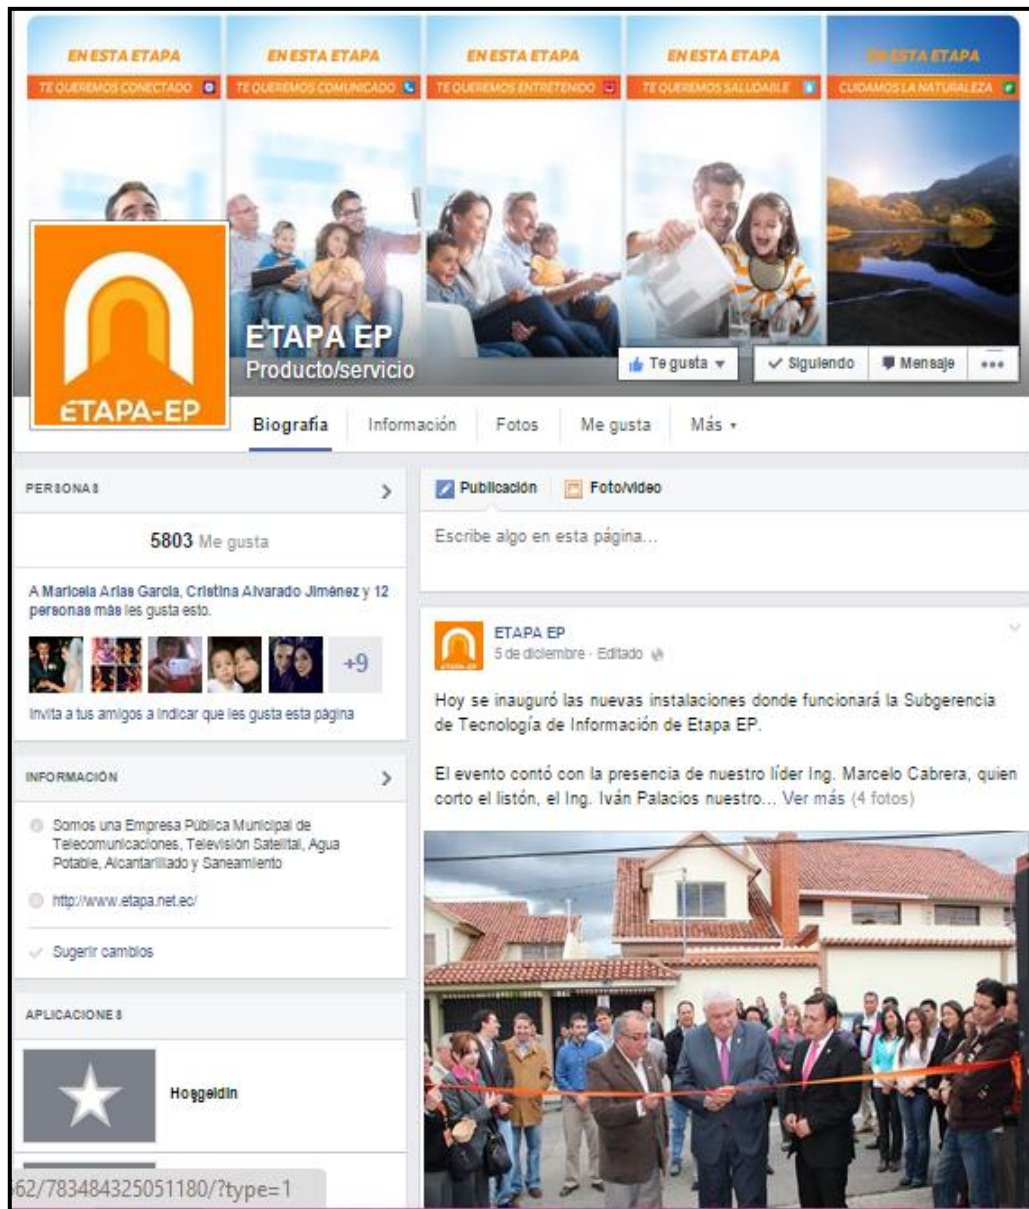 EN ESTA ETAPA
TE QUEREMOS CONECTADO
EN ESTA ETAPA
TE QUEREMOS COMUNICADO
EN ESTA ETAPA
TE QUEREMOS ENTRETENIDO
EN ESTA ETAPA
TE QUEREMOS SALUDABLE
EN ESTA ETAPA
CUIDAMOS LA NATURALEZA
ETAPA-EP
ETAPA EP
Producto/servicio
Te gusta
Siguiendo
Mensaje
Biografía
Información
Fotos
Me gusta
Más
PERSONAS
5803 Me gusta
A Maricela Arias Garcia, Cristina Alvarado Jiménez y 12
personas más les gusta esto.
+9
Invita a tus amigos a indicar que les gusta esta página
INFORMACIÓN
Somos una Empresa Pública Municipal de
Telecomunicaciones, Televisión Satelital, Agua
Potable, Alcantarillado y Saneamiento
http://www.etapa.net.ec/
Sugerir cambios
APLICACIONES
Hoşgeldin
62/783484325051180/?type=1
Publicación
Foto/video
Escribe algo en esta página...
ETAPA-EP
ETAPA EP
5 de diciembre · Editado
Hoy se inauguró las nuevas instalaciones donde funcionará la Subgerencia
de Tecnología de Información de Etapa EP.
El evento contó con la presencia de nuestro líder Ing. Marcelo Cabrera, quien
corto el listón, el Ing. Iván Palacios nuestro... Ver más (4 fotos)